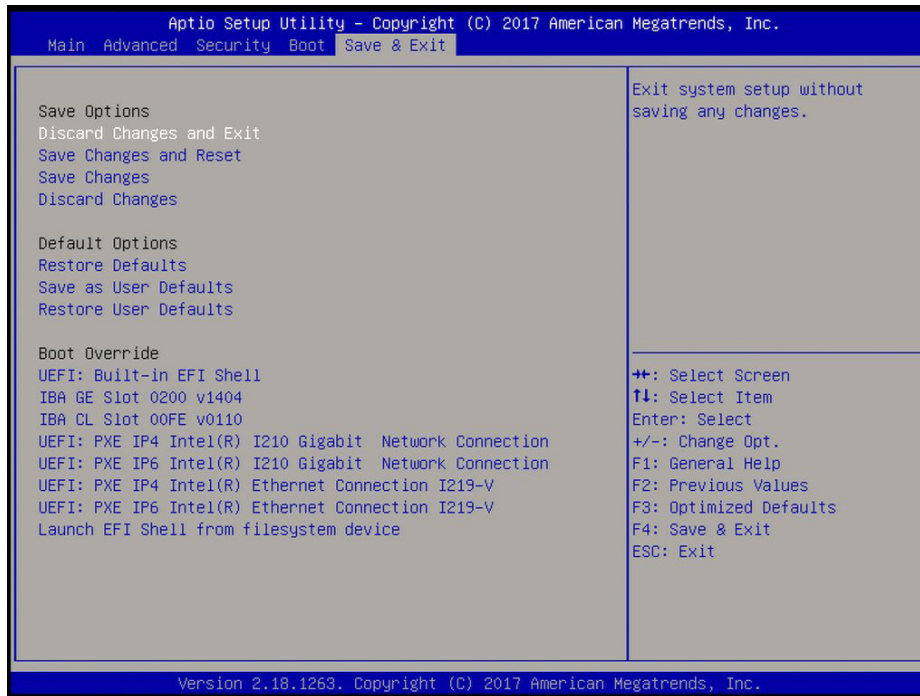 Aptio Setup Utility – Copyright (C) 2017 American Megatrends, Inc.
Main Advanced Security Boot Save & Exit
Save Options
Discard Changes and Exit
Save Changes and Reset
Save Changes
Discard Changes
Default Options
Restore Defaults
Save as User Defaults
Restore User Defaults
Boot Override
UEFI: Built-in EFI Shell
IBA GE Slot 0200 v1404
IBA CL Slot 00FE v0110
UEFI: PXE IP4 Intel(R) I210 Gigabit  Network Connection
UEFI: PXE IP6 Intel(R) I210 Gigabit  Network Connection
UEFI: PXE IP4 Intel(R) Ethernet Connection I219-V
UEFI: PXE IP6 Intel(R) Ethernet Connection I219-V
Launch EFI Shell from filesystem device
Exit system setup without
saving any changes.
→←: Select Screen
↑↓: Select Item
Enter: Select
+/-: Change Opt.
F1: General Help
F2: Previous Values
F3: Optimized Defaults
F4: Save & Exit
ESC: Exit
Version 2.18.1263. Copyright (C) 2017 American Megatrends, Inc.